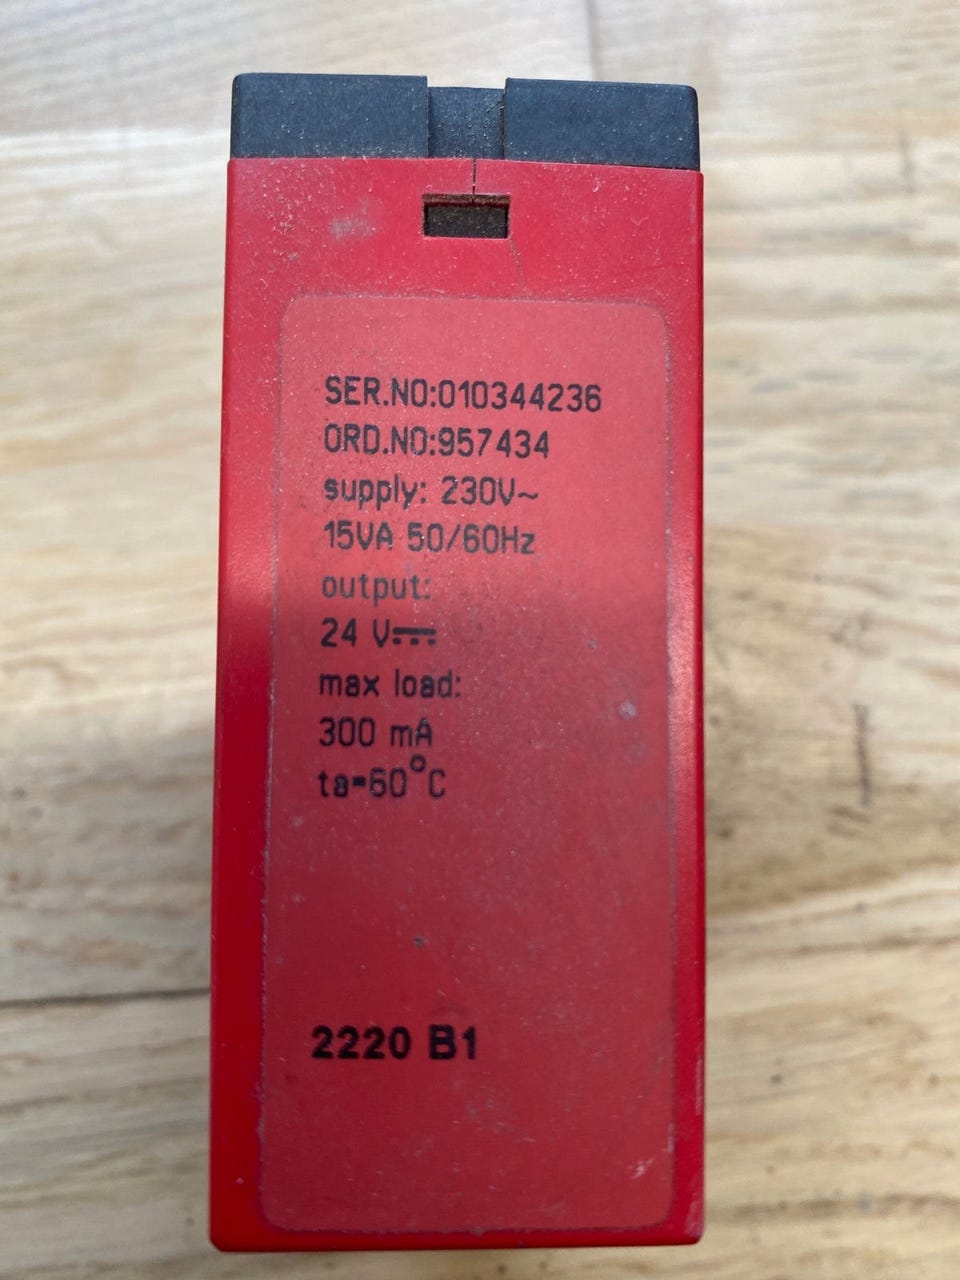 SER.NO:010344236
ORD.NO:957434
supply: 230V~
15VA 50/60Hz
output:
24 V⎓
max load:
300 mA
ta=60°C
2220 B1